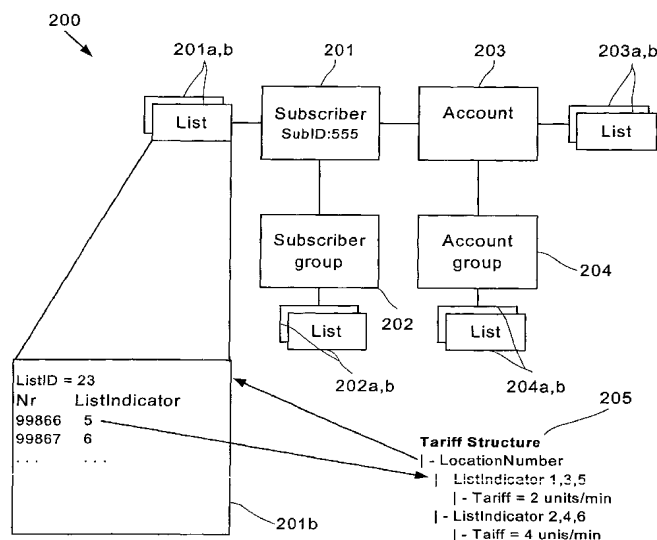 200
201a,b
201
203
203a,b
List
Subscriber
SubID:555
Account
List
Subscriber
group
Account
group
204
202
List
List
202a,b
204a,b
205
ListID = 23
Nr ListIndicator
99866 5
99867 6
. . . . . .
Tariff Structure
|- LocationNumber
| ListIndicator 1,3,5
|- Tariff = 2 units/min
|- ListIndicator 2,4,6
|- Taiff = 4 unis/min
201b